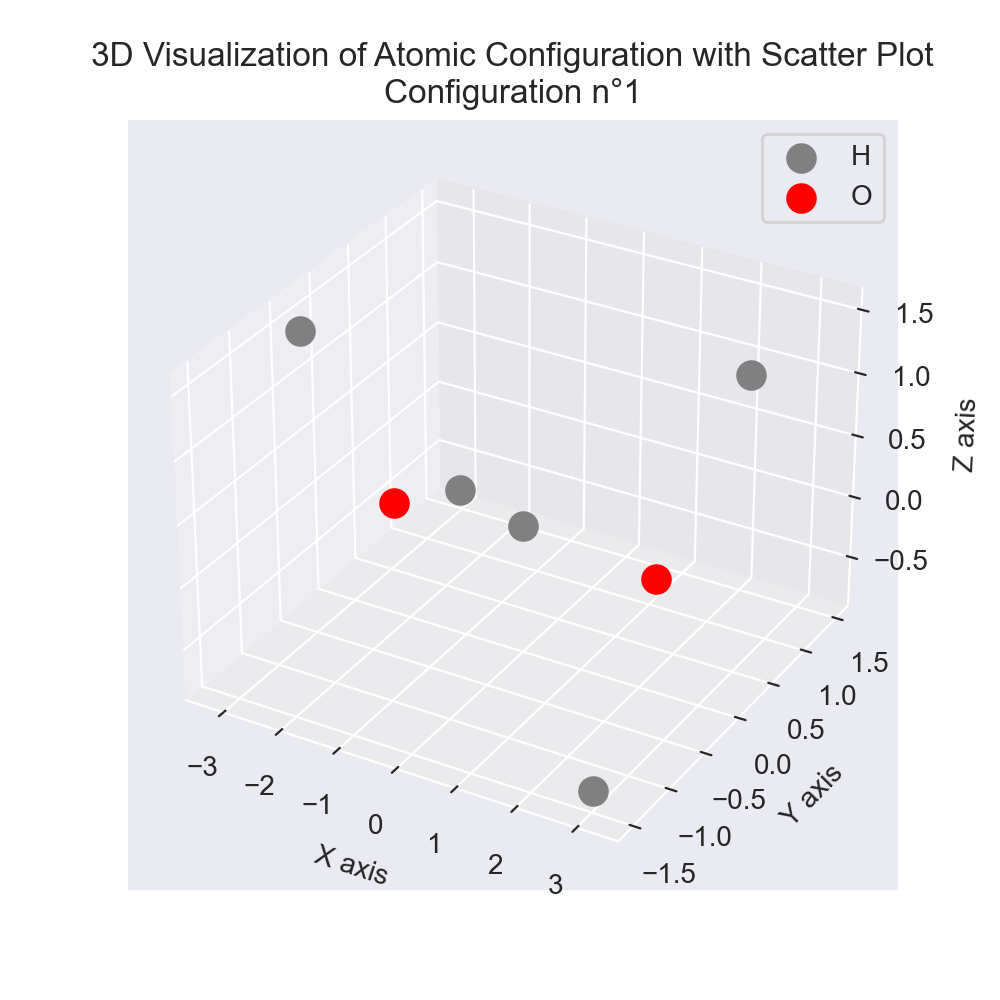 3D Visualization of Atomic Configuration with Scatter Plot
Configuration n°1
H
O
1.5
1.0
0.5
0.0
−0.5
Z axis
1.5
1.0
0.5
0.0
−0.5
−1.0
−1.5
Y axis
−3
−2
−1
0
1
2
3
X axis